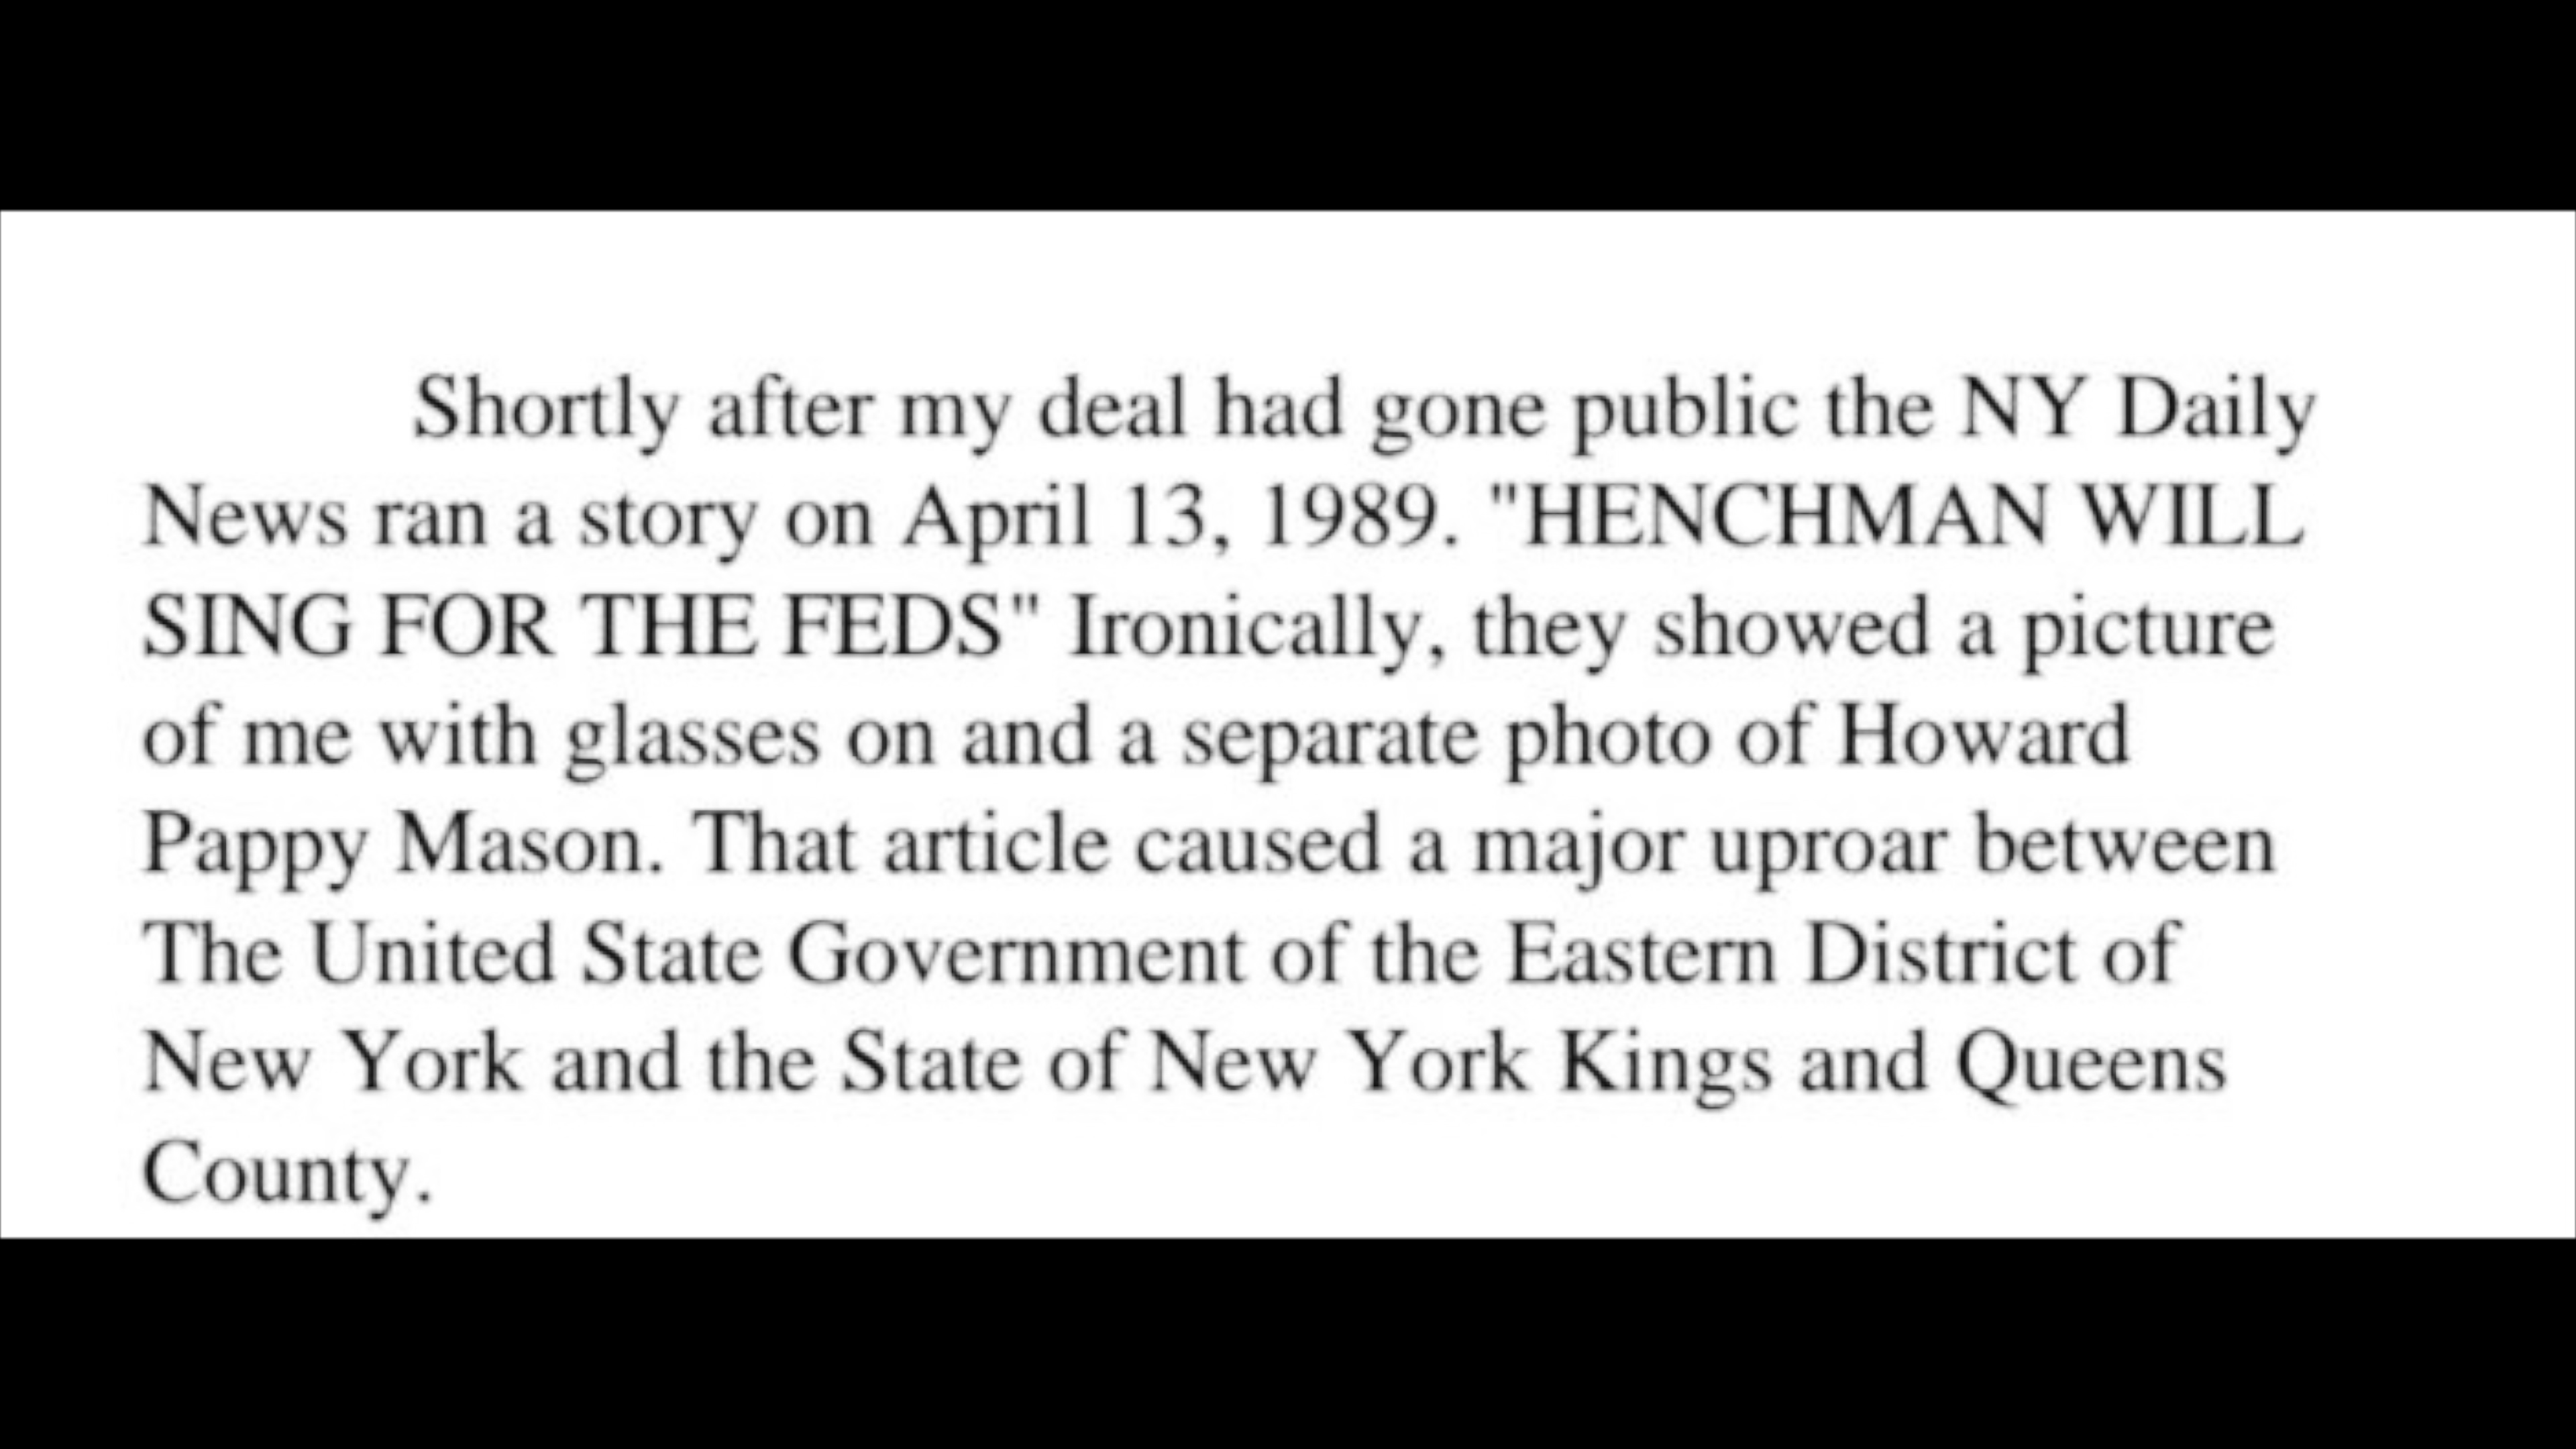 Shortly after my deal had gone public the NY Daily
News ran a story on April 13, 1989. "HENCHMAN WILL
SING FOR THE FEDS" Ironically, they showed a picture
of me with glasses on and a separate photo of Howard
Pappy Mason. That article caused a major uproar between
The United State Government of the Eastern District of
New York and the State of New York Kings and Queens
County.